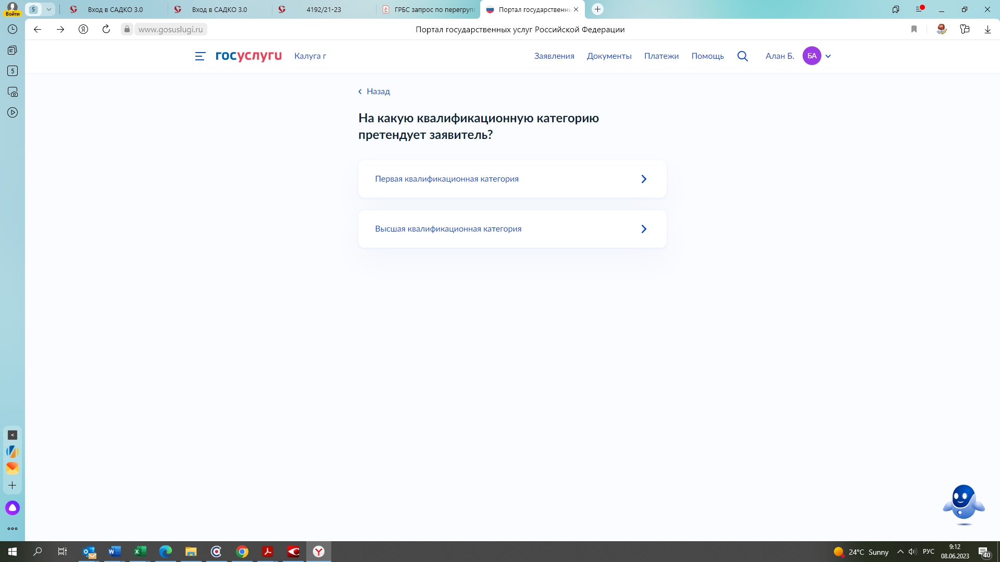 Войти
5
Вход в САДКО 3.0
Вход в САДКО 3.0
4192/21-23
ГРБС запрос по перегруп
Портал государственнь
5
www.gosuslugi.ru
Портал государственных услуг Российской Федерации
госуслуги
Калуга г
Заявления
Документы
Платежи
Помощь
Алан Б.
БА
Назад
На какую квалификационную категорию
претендует заявитель?
Первая квалификационная категория
Высшая квалификационная категория
24°C Sunny
РУС
9:12
08.06.2023
40